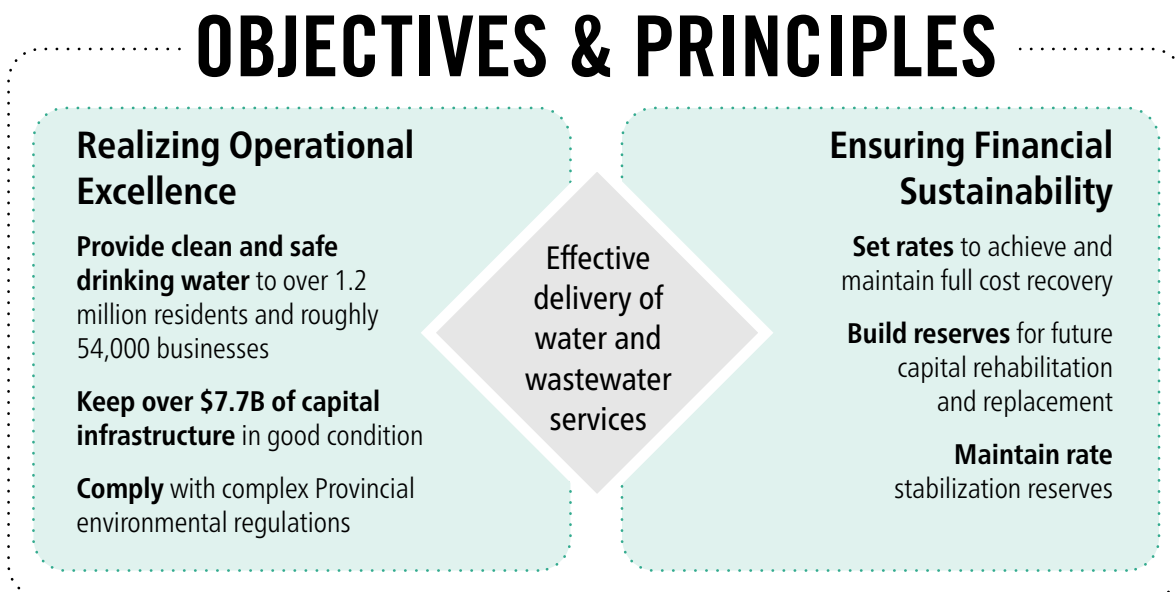 OBJECTIVES & PRINCIPLES
Realizing Operational
Excellence
Provide clean and safe
drinking water to over 1.2
million residents and roughly
54,000 businesses
Keep over $7.7B of capital
infrastructure in good condition
Comply with complex Provincial
environmental regulations
Effective
delivery of
water and
wastewater
services
Ensuring Financial
Sustainability
Set rates to achieve and
maintain full cost recovery
Build reserves for future
capital rehabilitation
and replacement
Maintain rate
stabilization reserves